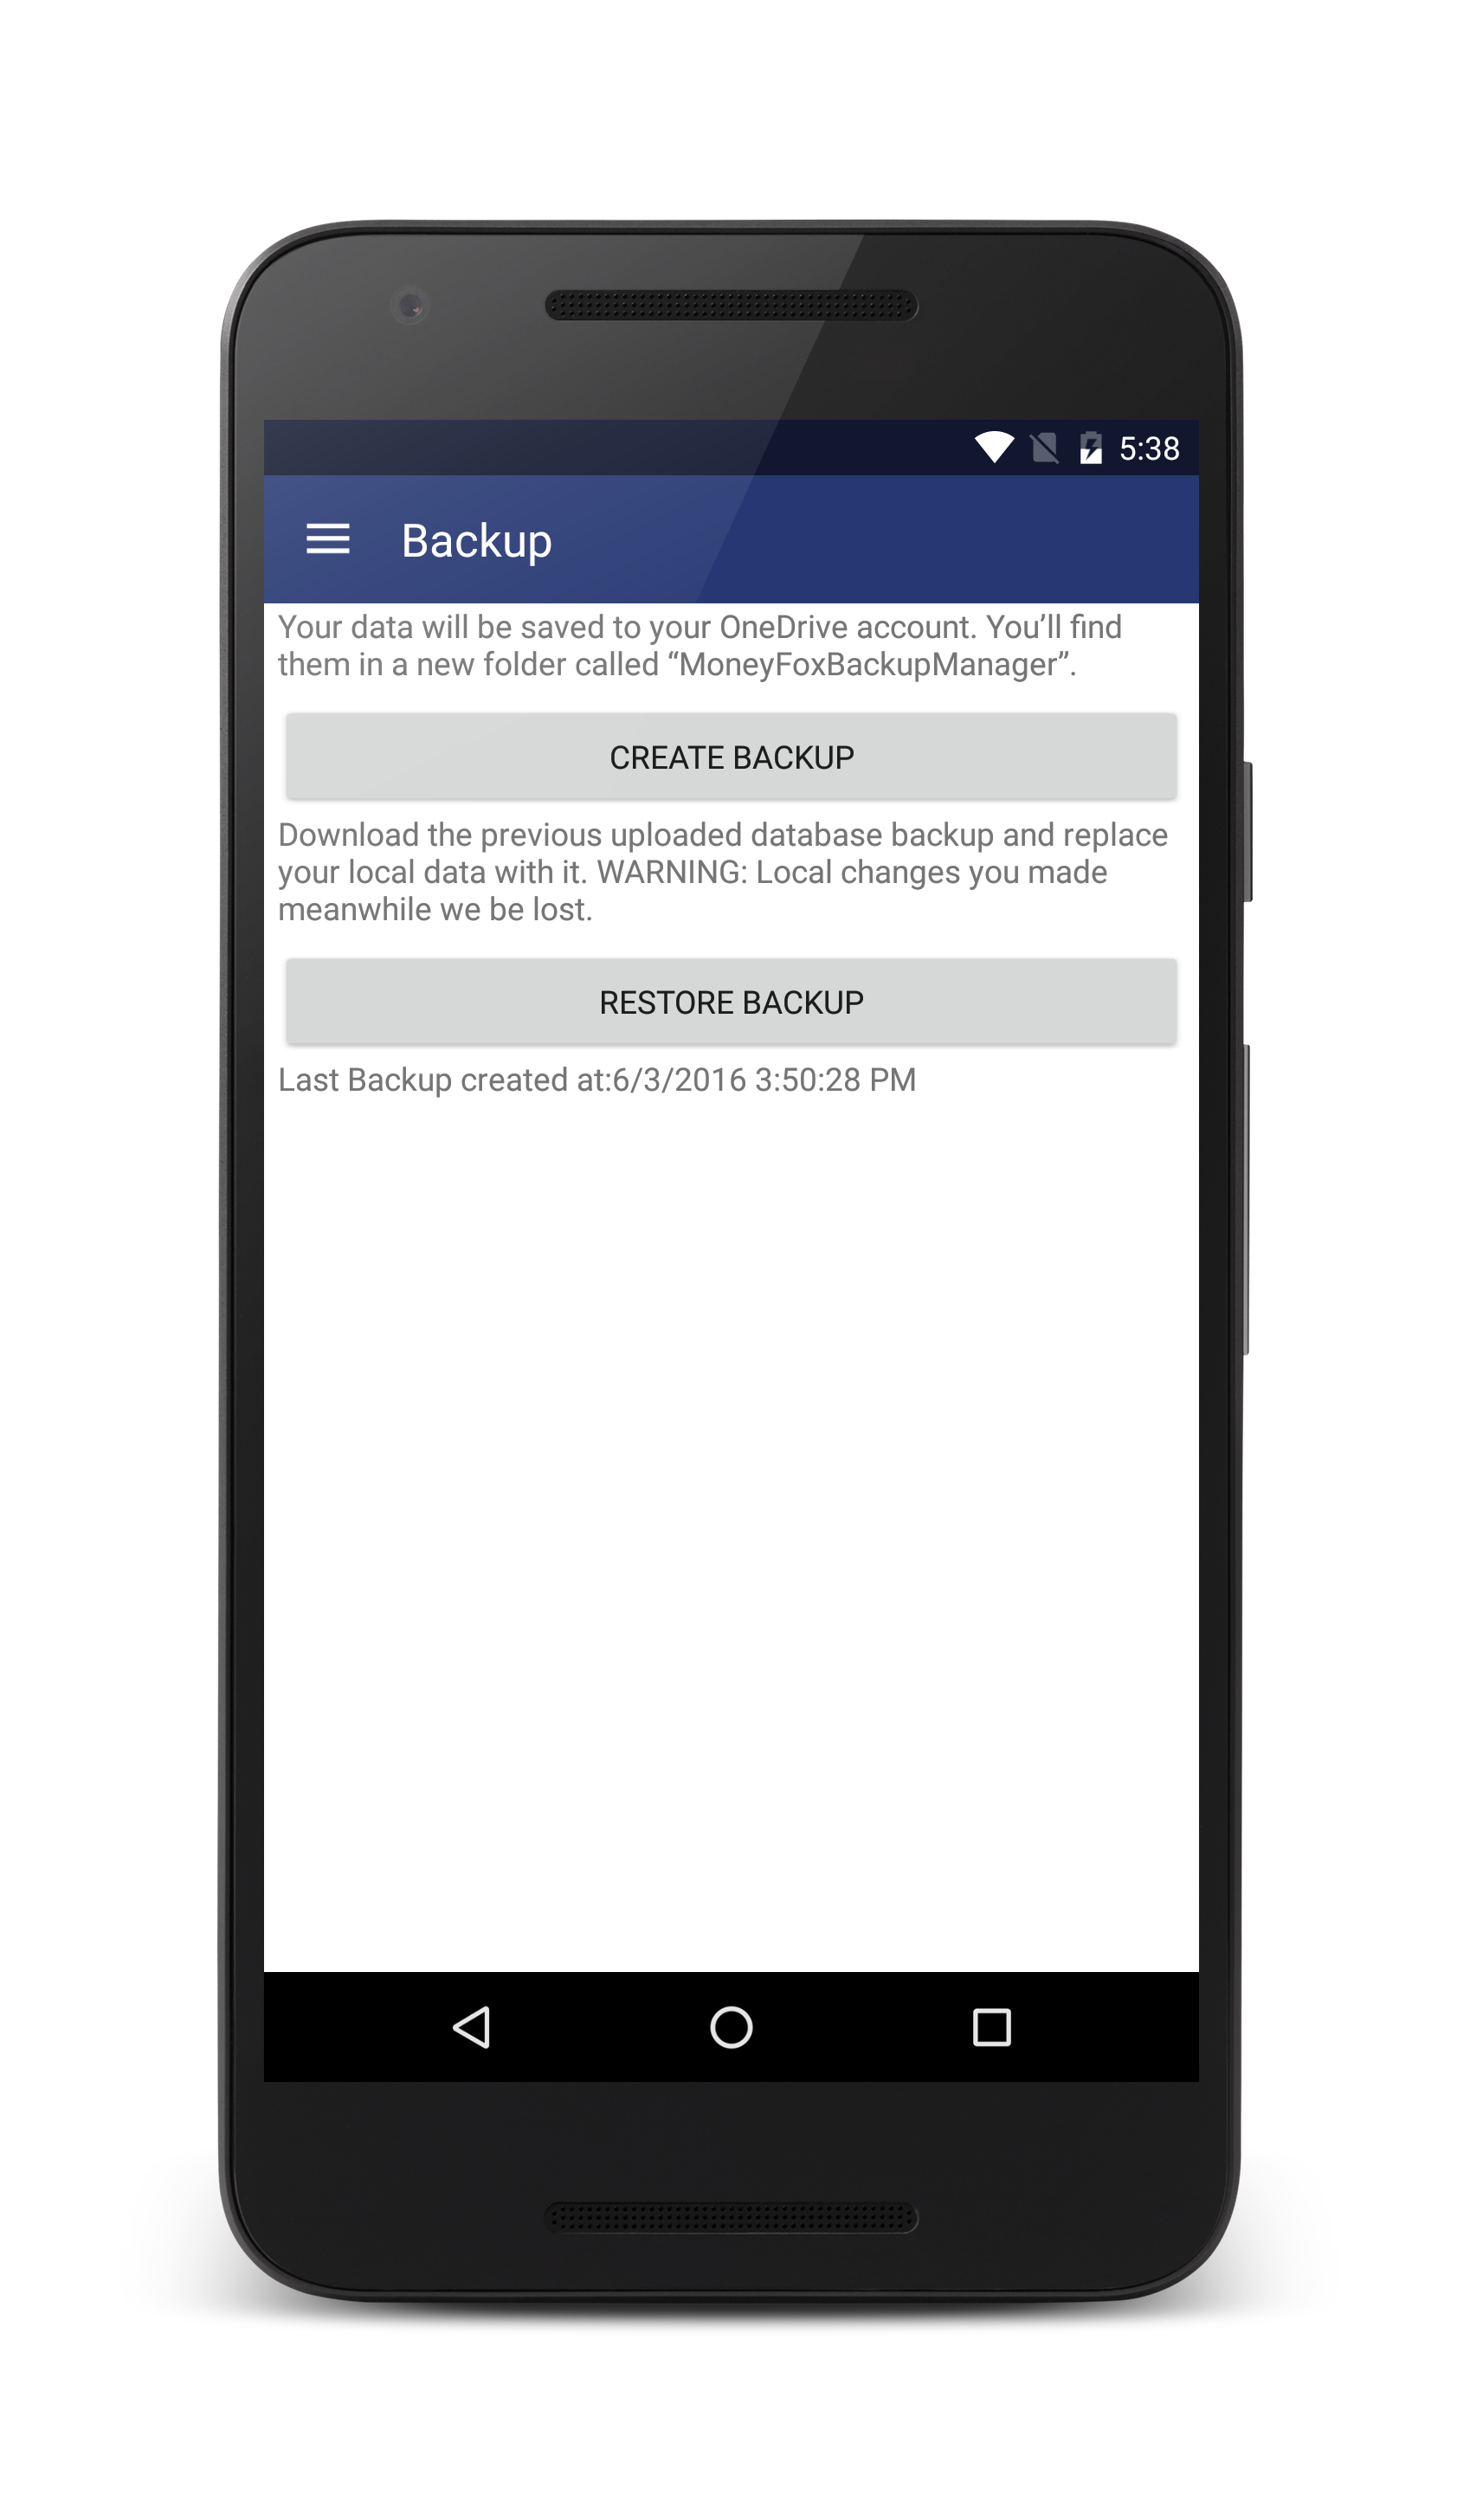 5:38
Backup
Your data will be saved to your OneDrive account. You’ll find
them in a new folder called “MoneyFoxBackupManager”.
CREATE BACKUP
Download the previous uploaded database backup and replace
your local data with it. WARNING: Local changes you made
meanwhile we be lost.
RESTORE BACKUP
Last Backup created at:6/3/2016 3:50:28 PM